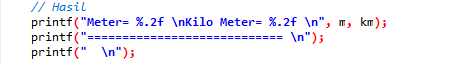 // Hasil
printf("Meter= %.2f \nKilo Meter= %.2f \n", m, km);
printf("============================ \n");
printf("  \n");